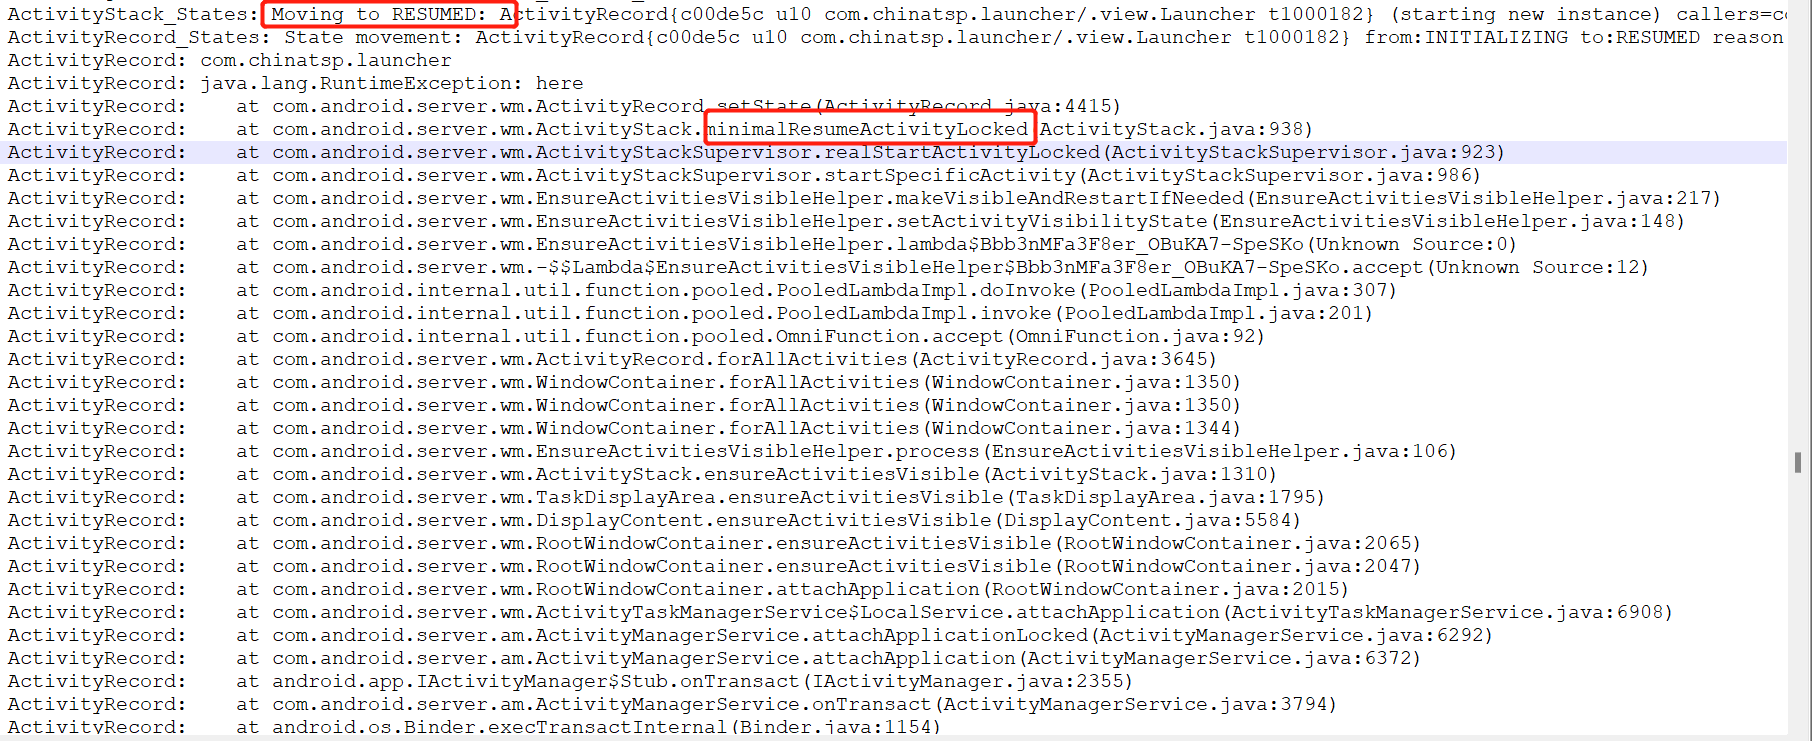 ActivityStack_States: Moving to RESUMED: ActivityRecord{c00de5c u10 com.chinatsp.launcher/.view.Launcher t1000182} (starting new instance) callers=co
ActivityRecord_States: State movement: ActivityRecord{c00de5c u10 com.chinatsp.launcher/.view.Launcher t1000182} from:INITIALIZING to:RESUMED reason
ActivityRecord: com.chinatsp.launcher
ActivityRecord: java.lang.RuntimeException: here
ActivityRecord:    at com.android.server.wm.ActivityRecord.setState(ActivityRecord.java:4415)
ActivityRecord:    at com.android.server.wm.ActivityStack.minimalResumeActivityLocked(ActivityStack.java:938)
ActivityRecord:    at com.android.server.wm.ActivityStackSupervisor.realStartActivityLocked(ActivityStackSupervisor.java:923)
ActivityRecord:    at com.android.server.wm.ActivityStackSupervisor.startSpecificActivity(ActivityStackSupervisor.java:986)
ActivityRecord:    at com.android.server.wm.EnsureActivitiesVisibleHelper.makeVisibleAndRestartIfNeeded(EnsureActivitiesVisibleHelper.java:217)
ActivityRecord:    at com.android.server.wm.EnsureActivitiesVisibleHelper.setActivityVisibilityState(EnsureActivitiesVisibleHelper.java:148)
ActivityRecord:    at com.android.server.wm.EnsureActivitiesVisibleHelper.lambda$Bbb3nMFa3F8er_OBuKA7-SpeSKo(Unknown Source:0)
ActivityRecord:    at com.android.server.wm.-$$Lambda$EnsureActivitiesVisibleHelper$Bbb3nMFa3F8er_OBuKA7-SpeSKo.accept(Unknown Source:12)
ActivityRecord:    at com.android.internal.util.function.pooled.PooledLambdaImpl.doInvoke(PooledLambdaImpl.java:307)
ActivityRecord:    at com.android.internal.util.function.pooled.PooledLambdaImpl.invoke(PooledLambdaImpl.java:201)
ActivityRecord:    at com.android.internal.util.function.pooled.OmniFunction.accept(OmniFunction.java:92)
ActivityRecord:    at com.android.server.wm.ActivityRecord.forAllActivities(ActivityRecord.java:3645)
ActivityRecord:    at com.android.server.wm.WindowContainer.forAllActivities(WindowContainer.java:1350)
ActivityRecord:    at com.android.server.wm.WindowContainer.forAllActivities(WindowContainer.java:1350)
ActivityRecord:    at com.android.server.wm.WindowContainer.forAllActivities(WindowContainer.java:1344)
ActivityRecord:    at com.android.server.wm.EnsureActivitiesVisibleHelper.process(EnsureActivitiesVisibleHelper.java:106)
ActivityRecord:    at com.android.server.wm.ActivityStack.ensureActivitiesVisible(ActivityStack.java:1310)
ActivityRecord:    at com.android.server.wm.TaskDisplayArea.ensureActivitiesVisible(TaskDisplayArea.java:1795)
ActivityRecord:    at com.android.server.wm.DisplayContent.ensureActivitiesVisible(DisplayContent.java:5584)
ActivityRecord:    at com.android.server.wm.RootWindowContainer.ensureActivitiesVisible(RootWindowContainer.java:2065)
ActivityRecord:    at com.android.server.wm.RootWindowContainer.ensureActivitiesVisible(RootWindowContainer.java:2047)
ActivityRecord:    at com.android.server.wm.RootWindowContainer.attachApplication(RootWindowContainer.java:2015)
ActivityRecord:    at com.android.server.wm.ActivityTaskManagerService$LocalService.attachApplication(ActivityTaskManagerService.java:6908)
ActivityRecord:    at com.android.server.am.ActivityManagerService.attachApplicationLocked(ActivityManagerService.java:6292)
ActivityRecord:    at com.android.server.am.ActivityManagerService.attachApplication(ActivityManagerService.java:6372)
ActivityRecord:    at android.app.IActivityManager$Stub.onTransact(IActivityManager.java:2355)
ActivityRecord:    at com.android.server.am.ActivityManagerService.onTransact(ActivityManagerService.java:3794)
ActivityRecord:    at android.os.Binder.execTransactInternal(Binder.java:1154)